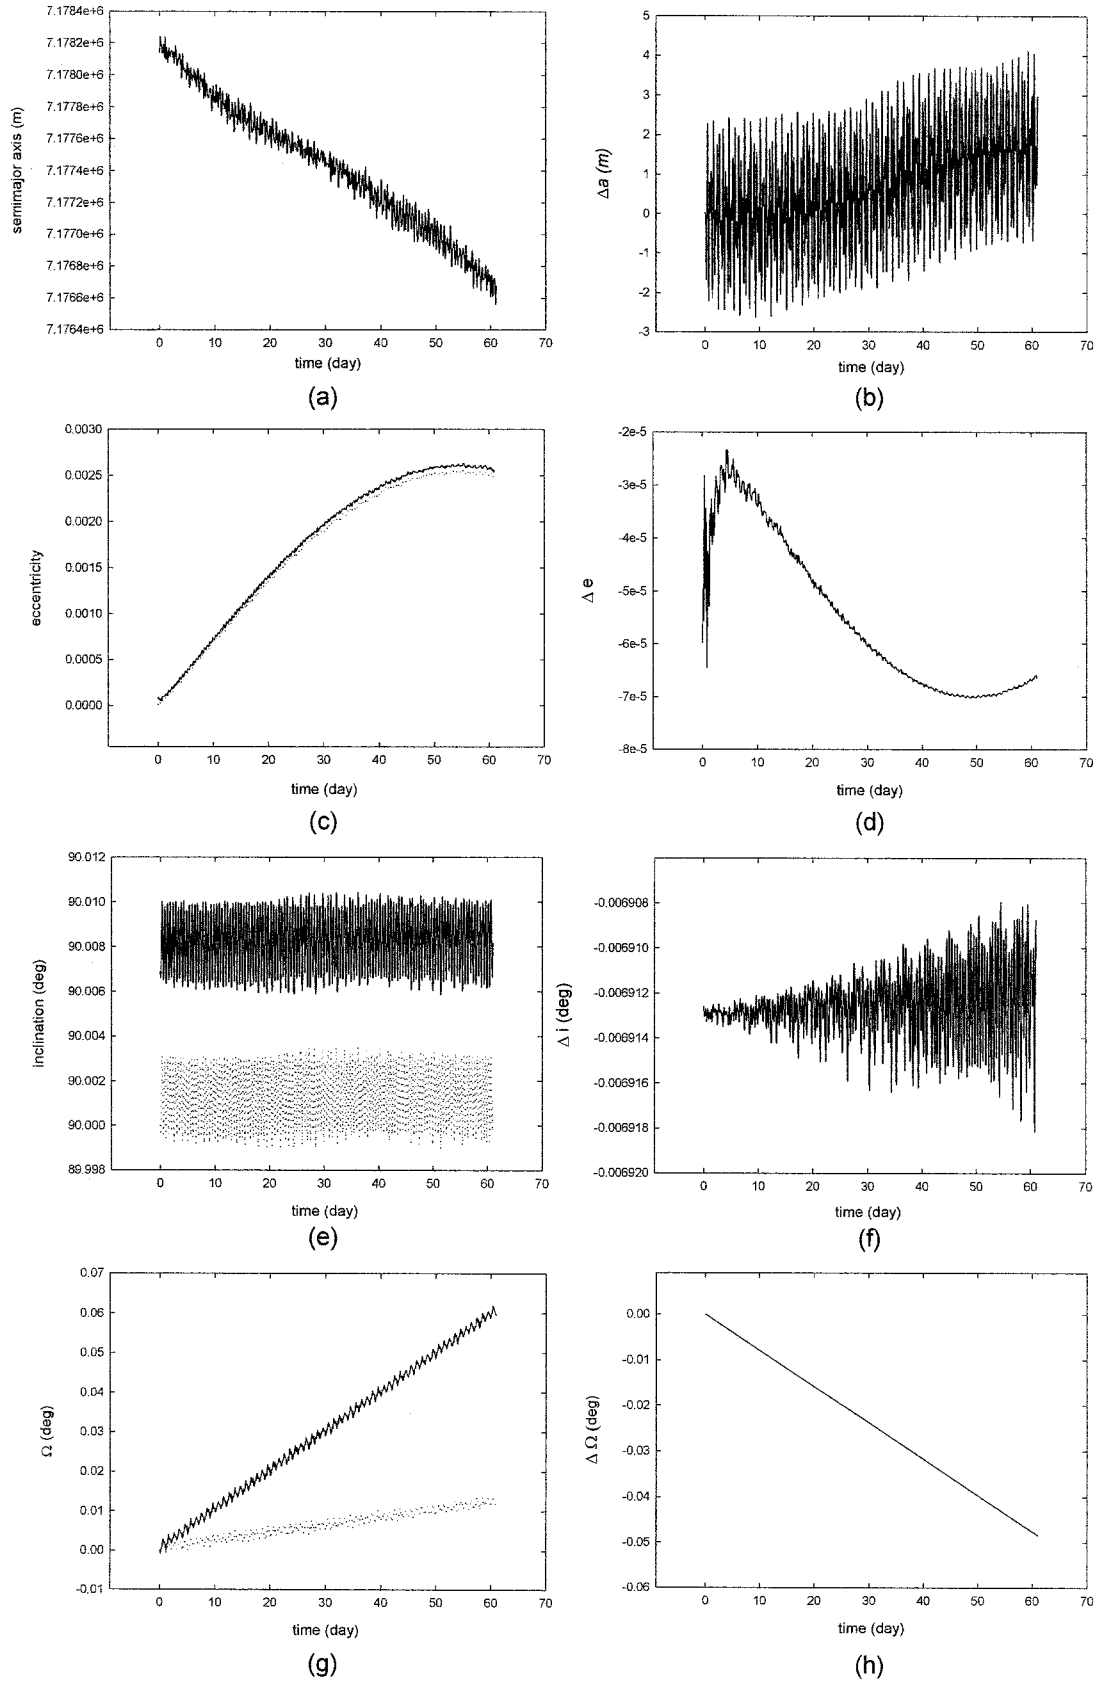 7.1784e+6
7.1782e+6
7.1780e+6
7.1778e+6
7.1776e+6
7.1774e+6
7.1772e+6
7.1770e+6
7.1768e+6
7.1766e+6
7.1764e+6
semimajor axis (m)
0 10 20 30 40 50 60 70
time (day)
(a)
5
4
3
2
1
0
-1
-2
-3
Δa (m)
0 10 20 30 40 50 60 70
time (day)
(b)
0.0030
0.0025
0.0020
0.0015
0.0010
0.0005
0.0000
eccentricity
0 10 20 30 40 50 60 70
time (day)
(c)
-2e-5
-3e-5
-4e-5
-5e-5
-6e-5
-7e-5
-8e-5
Δ e
0 10 20 30 40 50 60 70
time (day)
(d)
90.012
90.010
90.008
90.006
90.004
90.002
90.000
89.998
inclination (deg)
0 10 20 30 40 50 60 70
time (day)
(e)
-0.006908
-0.006910
-0.006912
-0.006914
-0.006916
-0.006918
-0.006920
Δ i (deg)
0 10 20 30 40 50 60 70
time (day)
(f)
0.07
0.06
0.05
0.04
0.03
0.02
0.01
0.00
-0.01
Ω (deg)
0 10 20 30 40 50 60 70
time (day)
(g)
0.00
-0.01
-0.02
-0.03
-0.04
-0.05
-0.06
Δ Ω (deg)
0 10 20 30 40 50 60 70
time (day)
(h)